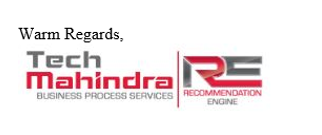 Warm Regards,
Tech
Mahindra
BUSINESS PROCESS SERVICES
RE
RECOMMENDATION
ENGINE